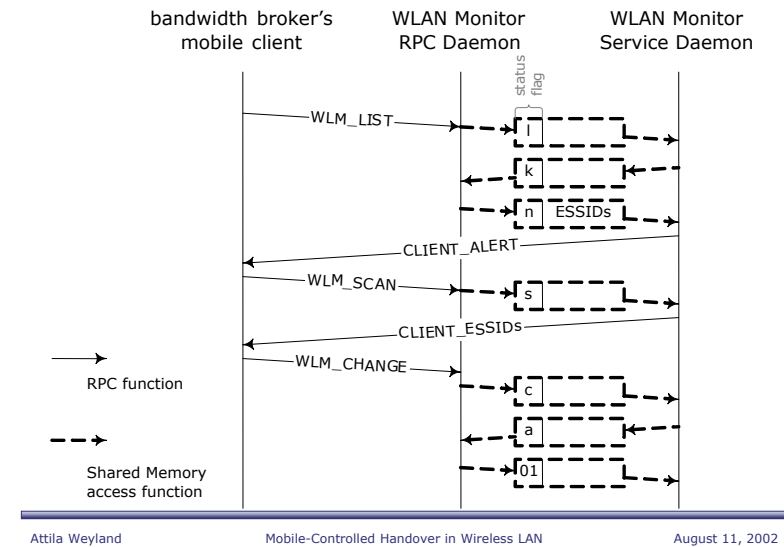 bandwidth broker's
mobile client
WLAN Monitor
RPC Daemon
WLAN Monitor
Service Daemon
status
flag
WLM_LIST
l
k
n ESSIDs
CLIENT_ALERT
WLM_SCAN
s
CLIENT_ESSIDs
WLM_CHANGE
RPC function
c
a
01
Shared Memory
access function
Attila Weyland Mobile-Controlled Handover in Wireless LAN August 11, 2002